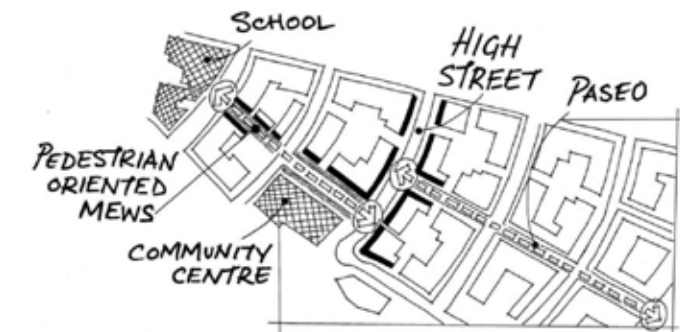 SCHOOL
HIGH
STREET
PASEO
PEDESTRIAN
ORIENTED
MEWS
COMMUNITY
CENTRE